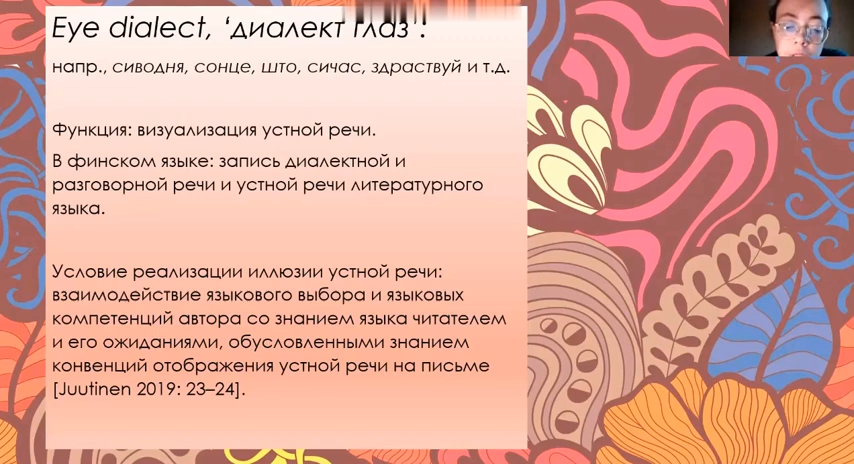 Eye dialect, ‘диалект глаз’!
напр., сиводня, сонце, што, сичас, здраствуй и т.д.
Функция: визуализация устной речи.
В финском языке: запись диалектной и
разговорной речи и устной речи литературного
языка.
Условие реализации иллюзии устной речи:
взаимодействие языкового выбора и языковых
компетенций автора со знанием языка читателем
и его ожиданиями, обусловленными знанием
конвенций отображения устной речи на письме
[Juutinen 2019: 23–24].